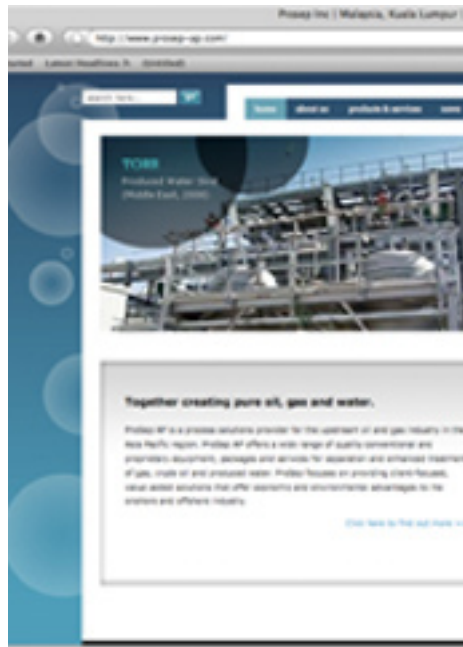 Prosep Inc | Malaysia, Kuala Lumpur |
http://www.prosep-ap.com/
Latest Headlines (Untitled)
search here...
home about us products & services news
TORR
Produced Water
(Middle East, 2006)
Together creating pure oil, gas and water.
ProSep AP is a process solutions provider for the upstream oil and gas industry in the
Asia Pacific region. ProSep AP offers a wide range of quality conventional and
proprietary equipment, packages and services for separation and enhanced treatment
of gas, crude oil and produced water. ProSep focuses on providing client-focused,
value added solutions that offer economic and environmental advantages to the
onshore and offshore industry.
Click here to find out more